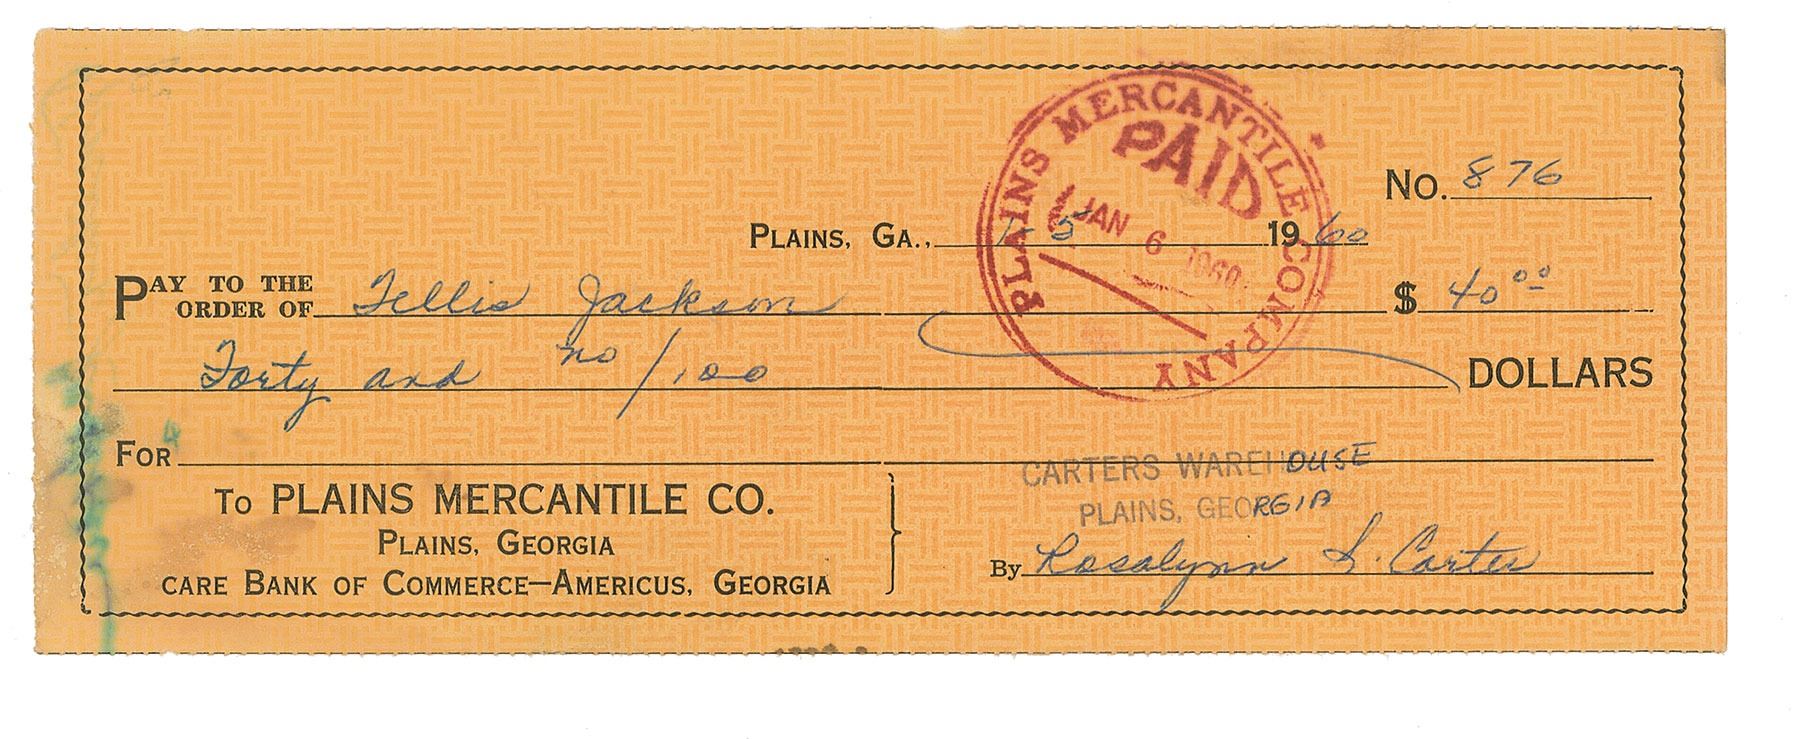 No. 876
PLAINS, GA., 1-5 1960
PAY TO THE ORDER OF Tellis Jackson $ 40 00
Forty and no/100 DOLLARS
PLAINS MERCANTILE COMPANY
PAID
JAN 6 1960
FOR
CARTERS WAREHOUSE
PLAINS, GEORGIA
To PLAINS MERCANTILE CO.
PLAINS, GEORGIA
CARE BANK OF COMMERCE—AMERICUS, GEORGIA
By Rosalynn S. Carter